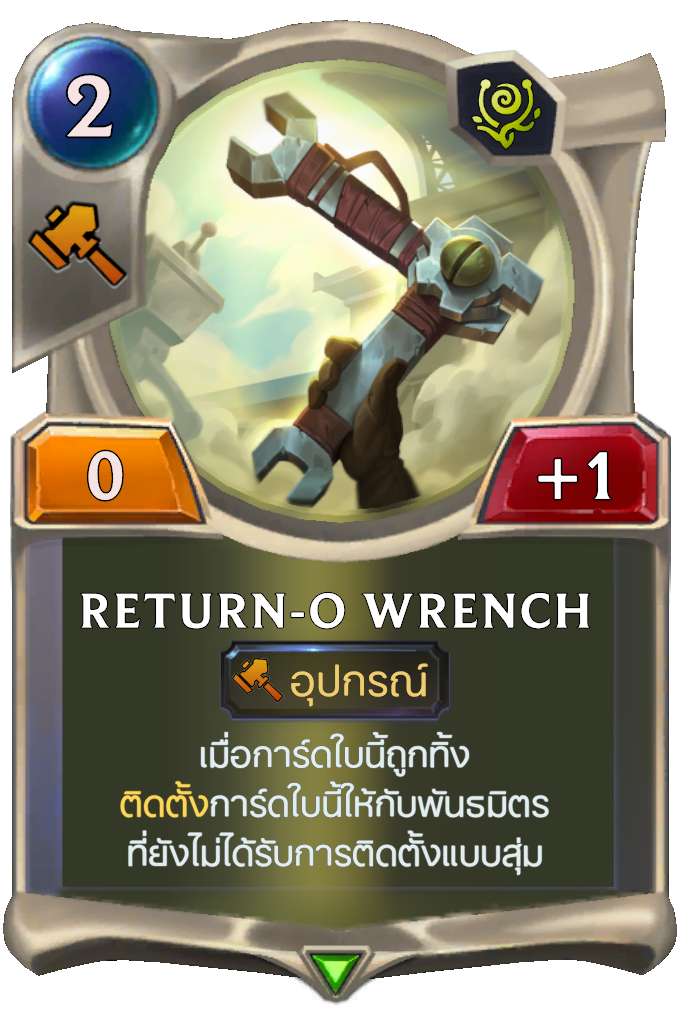 2
0
+1
RETURN-O WRENCH
อุปกรณ์
เมื่อการ์ดใบนี้ถูกทิ้ง
ติดตั้งการ์ดใบนี้ให้กับพันธมิตร
ที่ยังไม่ได้รับการติดตั้งแบบสุ่ม